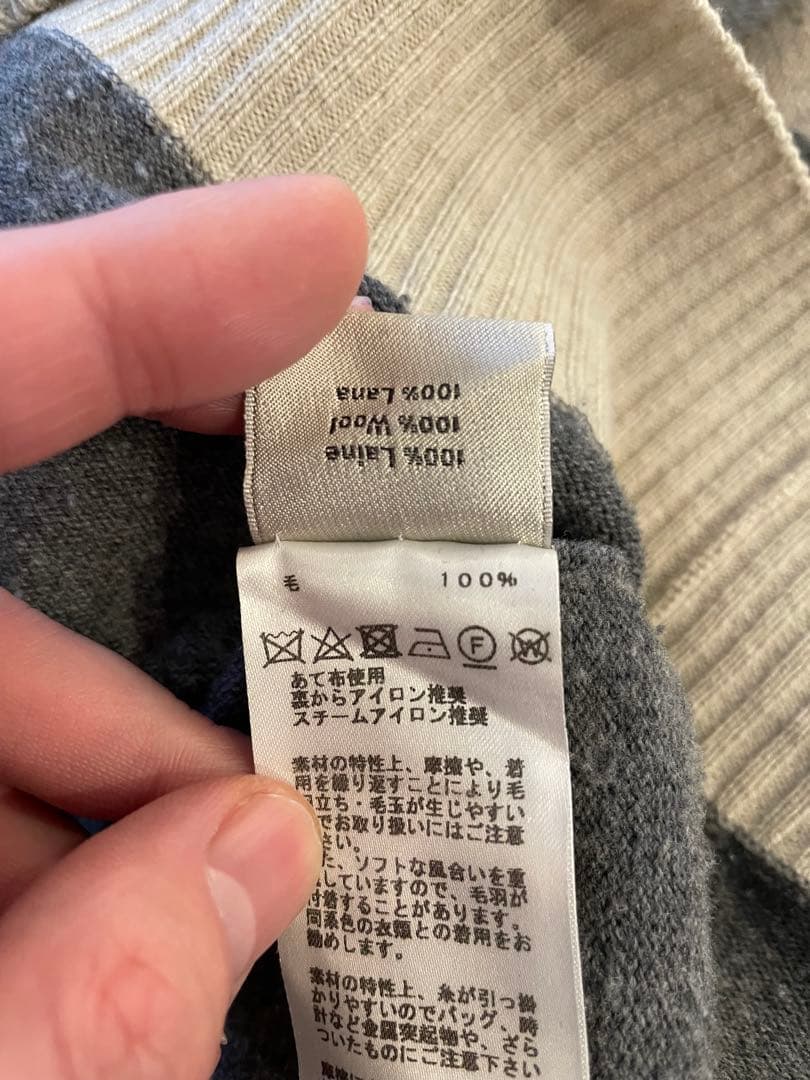 100% Laine
100% Wool
100% Lana
毛 100%
F W
あて布使用
裏からアイロン推奨
スチームアイロン推奨
素材の特性上、摩擦や、着
用を繰り返すことにより毛
立ち・毛玉が生じやすい
でお取り扱いにはご注意
さい。
た、ソフトな風合いを重
していますので、毛羽が
付着することがあります。
同系色の衣類との着用をお
勧めします。
素材の特性上、糸が引っ掛
かりやすいのでバッグ、時
計など金属突起物や、ざら
ついたものにご注意下さい
摩擦